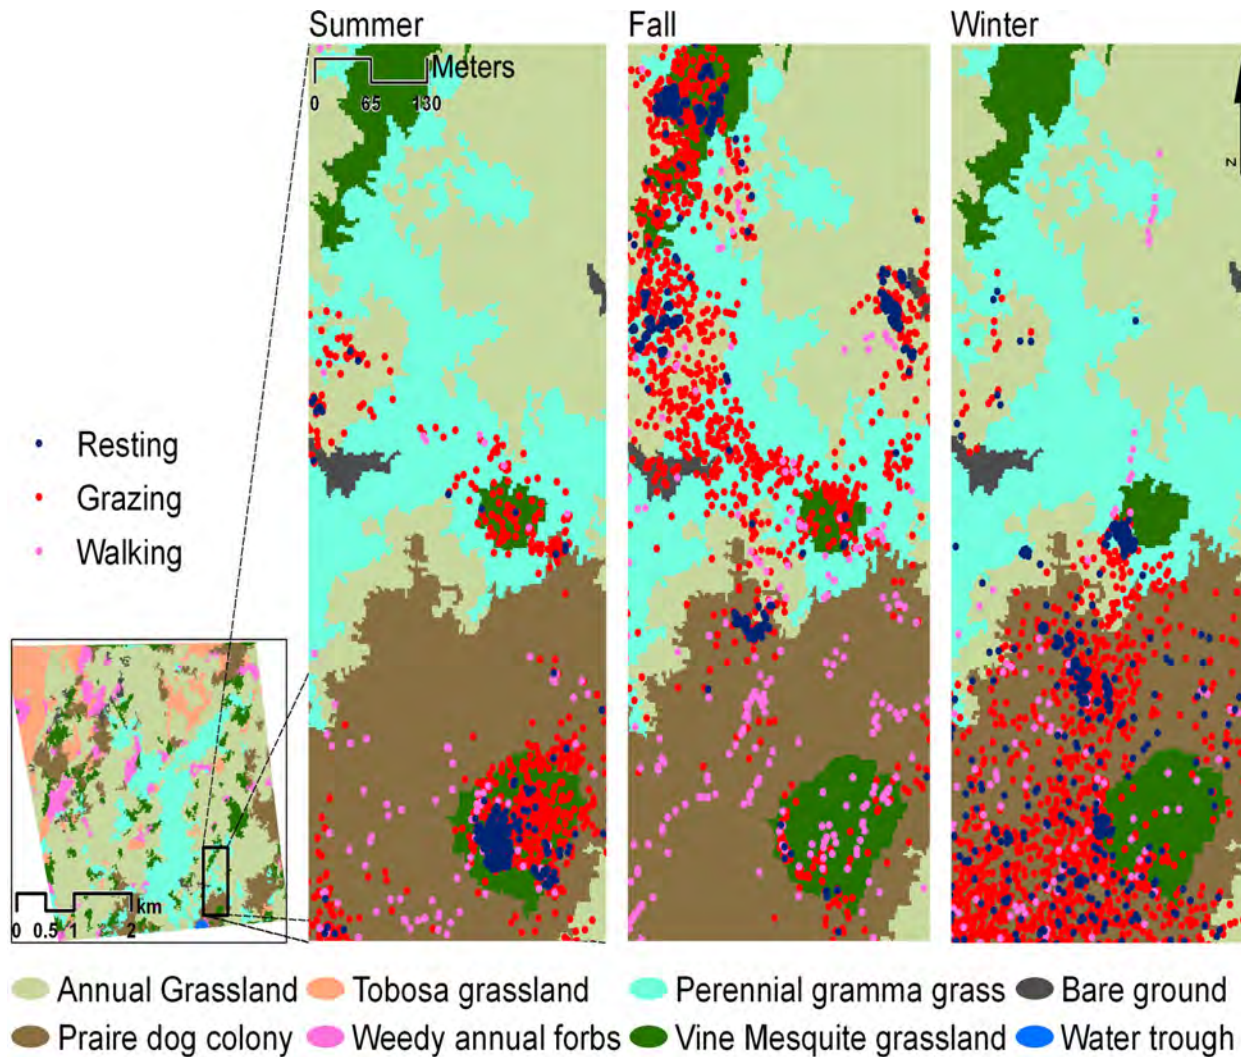 Summer
Fall
Winter
Meters
0 65 130
N
Resting
Grazing
Walking
km
0 0.5 1 2
Annual Grassland
Tobosa grassland
Perennial gramma grass
Bare ground
Praire dog colony
Weedy annual forbs
Vine Mesquite grassland
Water trough